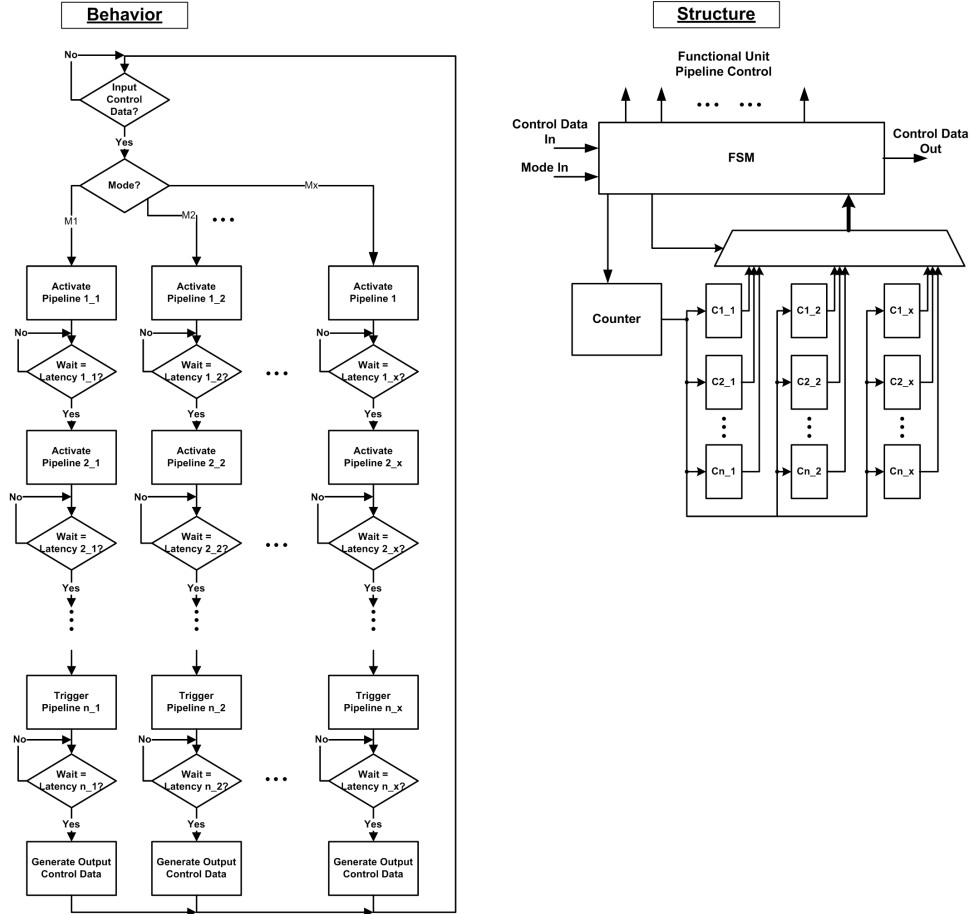 Behavior
No
Input
Control
Data?
Yes
Mode?
M1
M2
• • •
Mx
Activate
Pipeline 1_1
Activate
Pipeline 1_2
Activate
Pipeline 1
No
No
No
Wait =
Latency 1_1?
Wait =
Latency 1_2?
• • •
Wait =
Latency 1_x?
Yes
Yes
Yes
Activate
Pipeline 2_1
Activate
Pipeline 2_2
Activate
Pipeline 2_x
No
No
No
Wait =
Latency 2_1?
Wait =
Latency 2_2?
• • •
Wait =
Latency 2_x?
Yes
Yes
Yes
Trigger
Pipeline n_1
Trigger
Pipeline n_2
Trigger
Pipeline n_x
No
No
No
Wait =
Latency n_1?
Wait =
Latency n_2?
• • •
Wait =
Latency n_x?
Yes
Yes
Yes
Generate Output
Control Data
Generate Output
Control Data
Generate Output
Control Data
Structure
Functional Unit
Pipeline Control
• • •   • • •
Control Data
In
Mode In
FSM
Control Data
Out
Counter
C1_1
C1_2
C1_x
C2_1
C2_2
C2_x
Cn_1
Cn_2
Cn_x